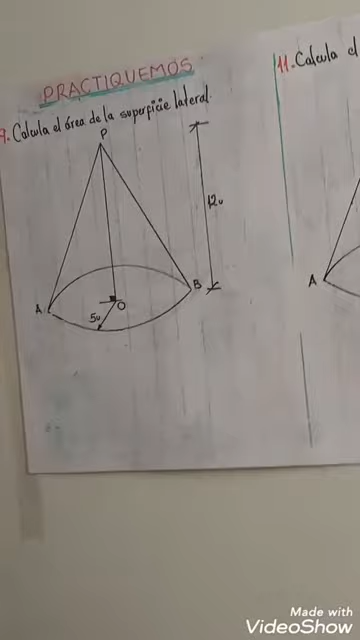 PRACTIQUEMOS
9. Calcula el área de la superficie lateral.
P
12u
A
B
O
5u
11. Calcula el
A
Made with
VideoShow